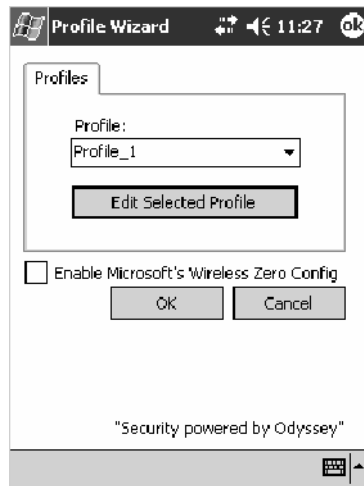 Profile Wizard 11:27 ok
Profiles
Profile:
Profile_1
Edit Selected Profile
Enable Microsoft's Wireless Zero Config
OK Cancel
"Security powered by Odyssey"